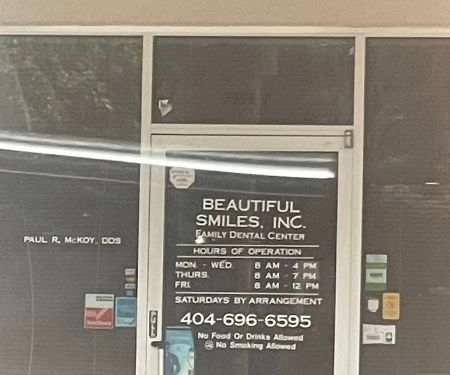 BEAUTIFUL
SMILES, INC.
FAMILY DENTAL CENTER
HOURS OF OPERATION
MON. - WED. 8 AM - 4 PM
THURS. 8 AM - 7 PM
FRI. 8 AM - 12 PM
SATURDAYS BY ARRANGEMENT
404-696-6595
No Food Or Drinks Allowed
No Smoking Allowed
PAUL R. McKOY, DDS